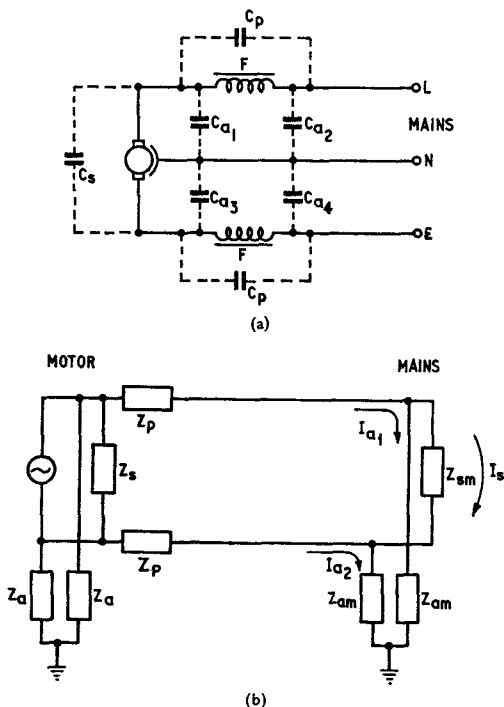 Cp
F
L
Ca1
Ca2
MAINS
Cs
N
Ca3
Ca4
E
F
Cp
(a)
MOTOR
MAINS
Zp
Ia1
Zs
Zsm
Is
Zp
Ia2
Za
Za
Zam
Zam
(b)